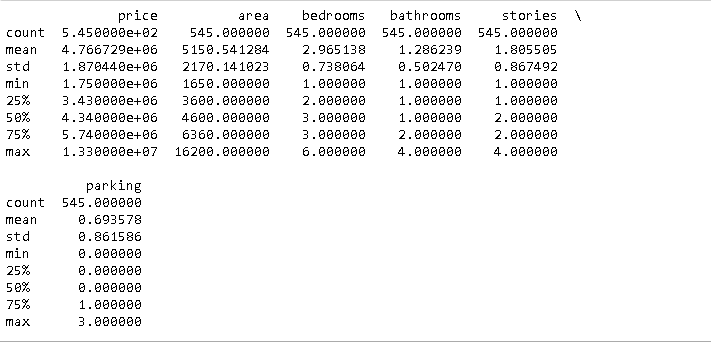 price area bedrooms bathrooms stories \
count 5.450000e+02 545.000000 545.000000 545.000000 545.000000
mean 4.766729e+06 5150.541284 2.965138 1.286239 1.805505
std 1.870440e+06 2170.141023 0.738064 0.502470 0.867492
min 1.750000e+06 1650.000000 1.000000 1.000000 1.000000
25% 3.430000e+06 3600.000000 2.000000 1.000000 1.000000
50% 4.340000e+06 4600.000000 3.000000 1.000000 2.000000
75% 5.740000e+06 6360.000000 3.000000 2.000000 2.000000
max 1.330000e+07 16200.000000 6.000000 4.000000 4.000000
parking
count 545.000000
mean 0.693578
std 0.861586
min 0.000000
25% 0.000000
50% 0.000000
75% 1.000000
max 3.000000